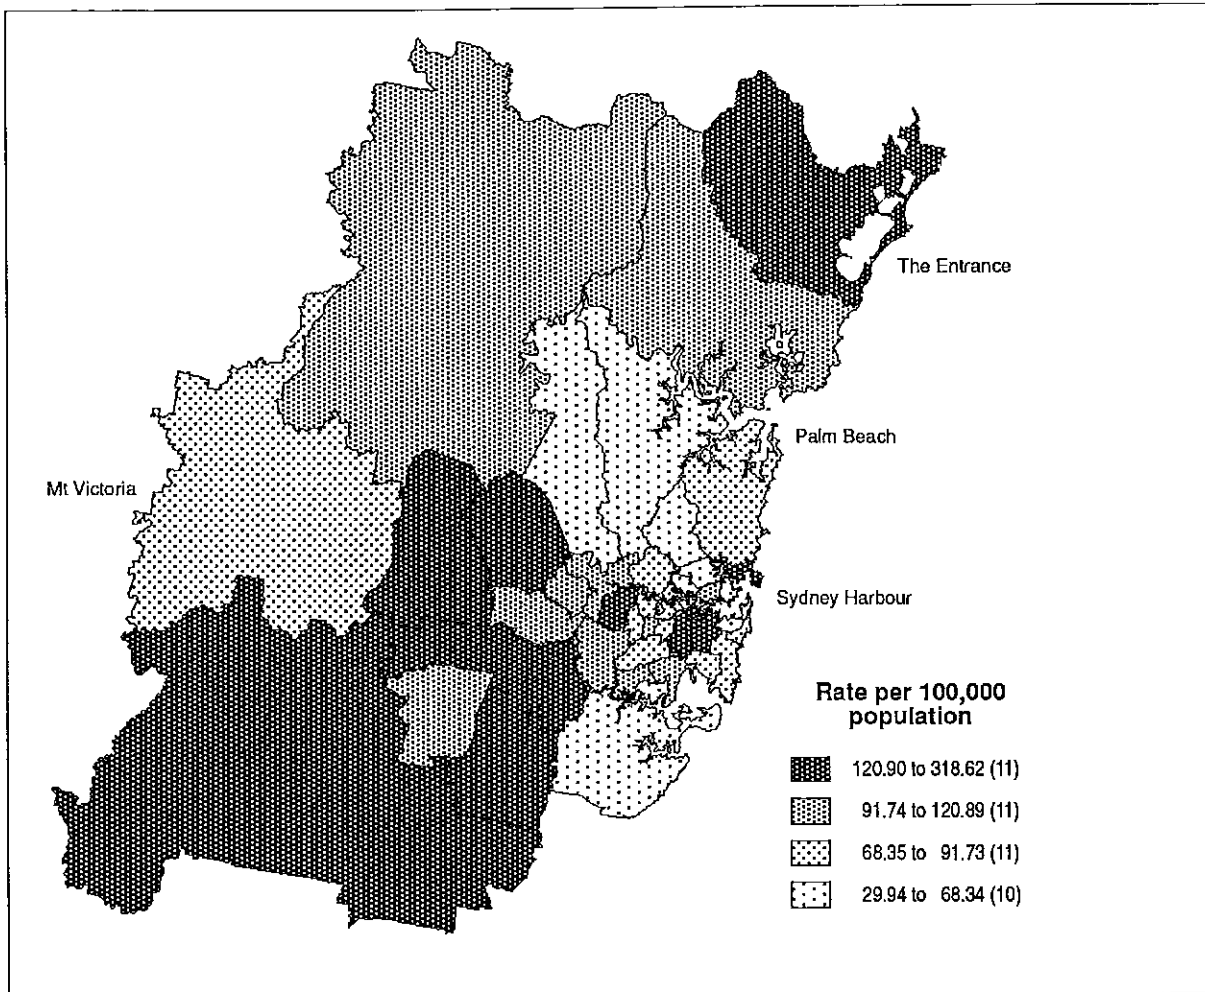 The Entrance
Palm Beach
Mt Victoria
Sydney Harbour
Rate per 100,000
population
120.90 to 318.62 (11)
91.74 to 120.89 (11)
68.35 to 91.73 (11)
29.94 to 68.34 (10)